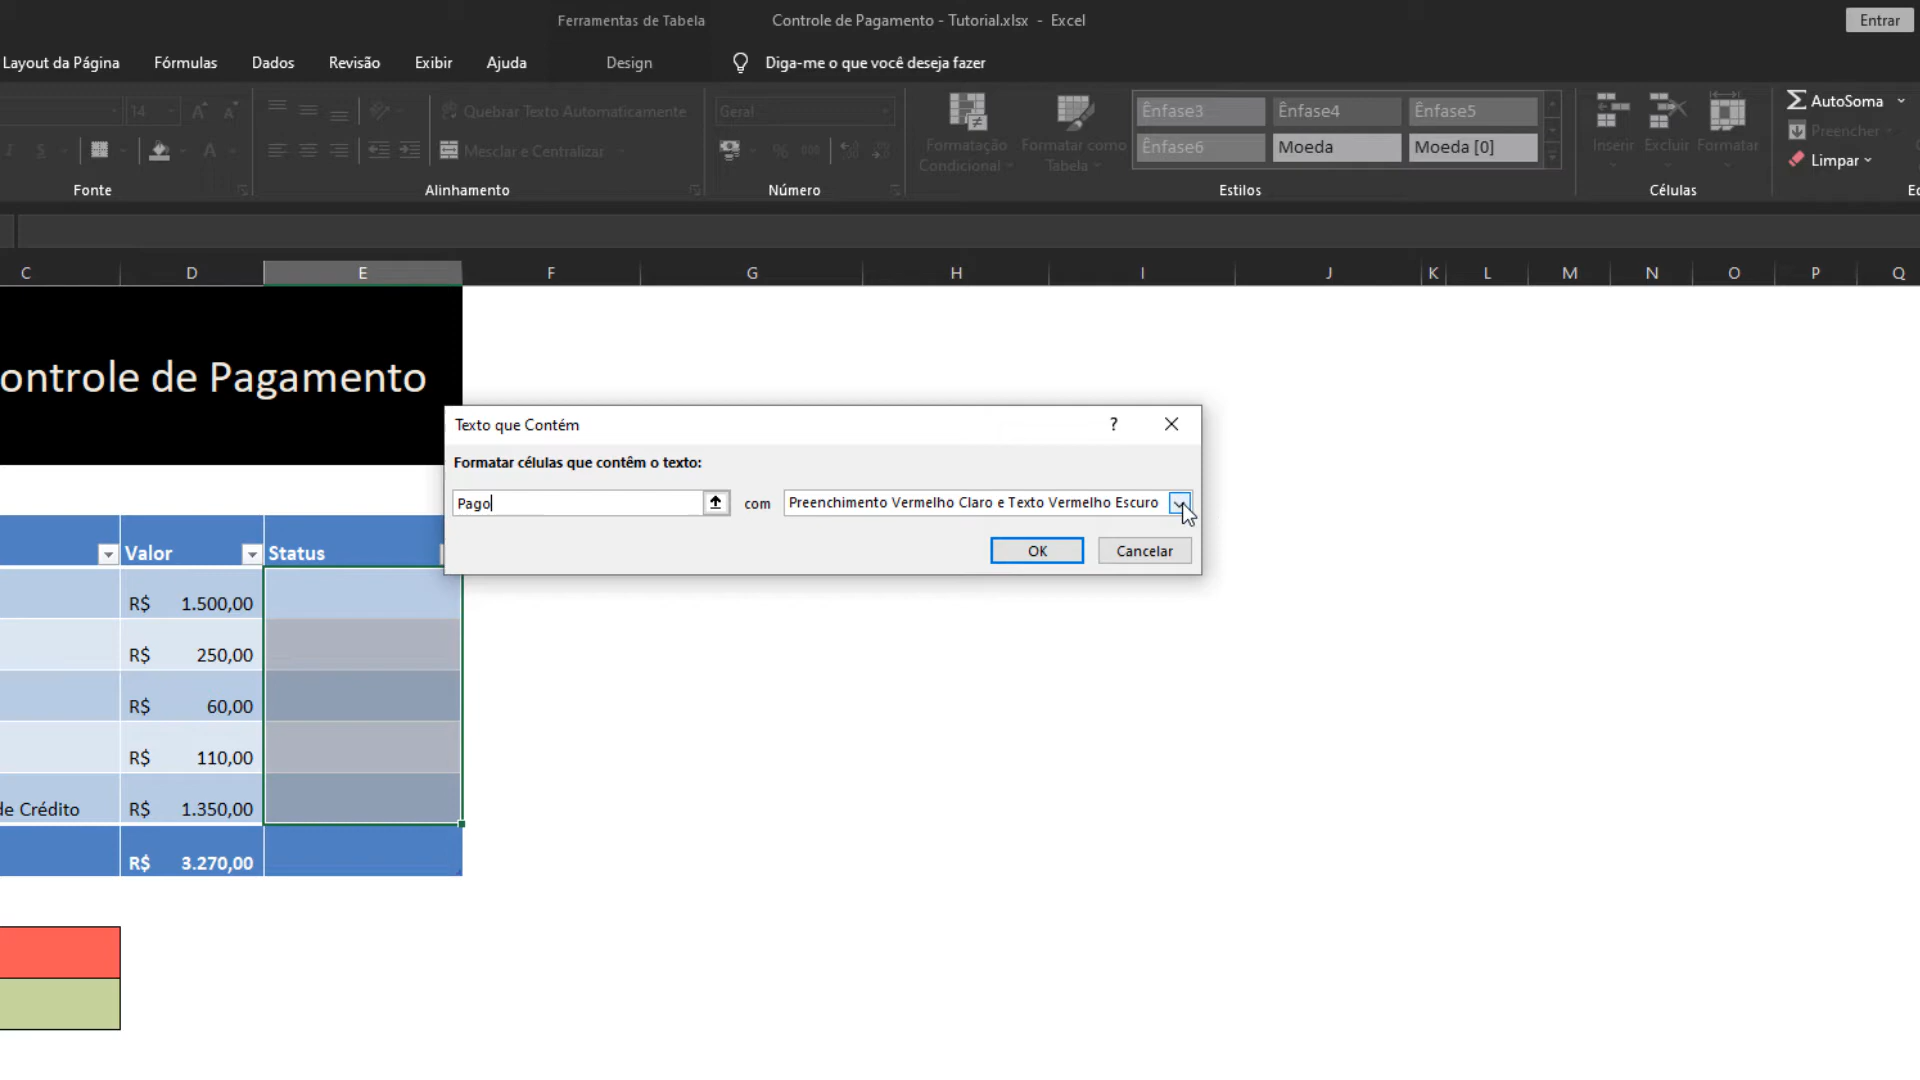 Ferramentas de Tabela
Controle de Pagamento - Tutorial.xlsx - Excel
Entrar
Layout da Página
Fórmulas
Dados
Revisão
Exibir
Ajuda
Design
Diga-me o que você deseja fazer
14
Quebrar Texto Automaticamente
Geral
Formatação Condicional
Formatar como Tabela
Ênfase3
Ênfase4
Ênfase5
Inserir
Excluir
Formatar
AutoSoma
Preencher
Mesclar e Centralizar
Ênfase6
Moeda
Moeda [0]
Limpar
Fonte
Alinhamento
Número
Estilos
Células
C D E F G H I J K L M N O P Q
ontrole de Pagamento
Texto que Contém
Formatar células que contêm o texto:
Pago com Preenchimento Vermelho Claro e Texto Vermelho Escuro
OK Cancelar
Valor Status
R$ 1.500,00
R$ 250,00
R$ 60,00
R$ 110,00
de Crédito R$ 1.350,00
R$ 3.270,00